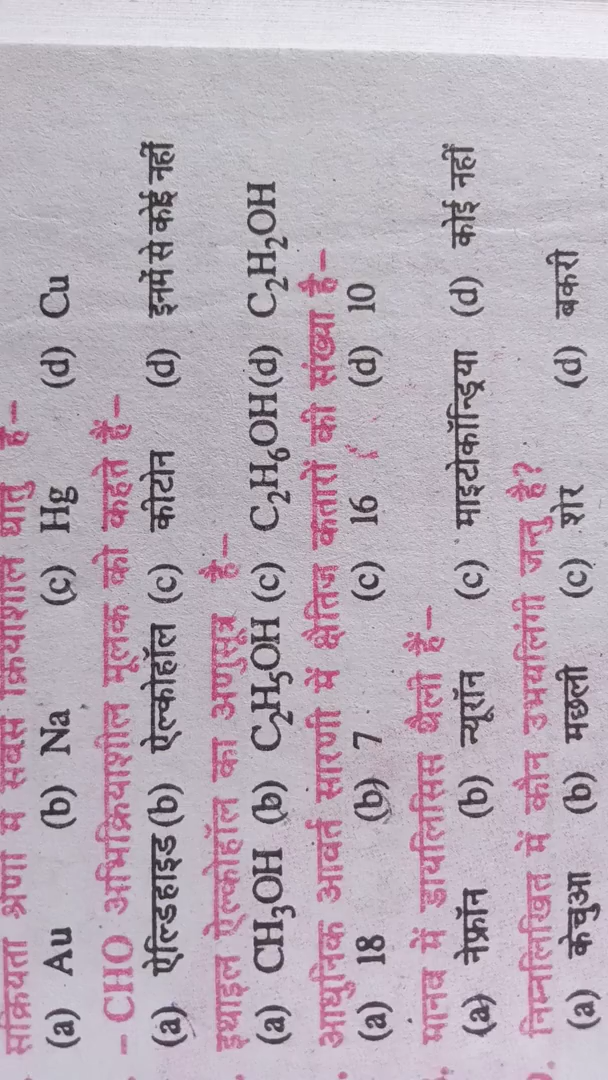 सक्रियता श्रेणी में सबसे क्रियाशील धातु है–
(a) Au (b) Na (c) Hg (d) Cu
– CHO अभिक्रियाशील मूलक को कहते हैं–
(a) ऐल्डिहाइड (b) ऐल्कोहॉल (c) कीटोन (d) इनमें से कोई नहीं
इथाइल ऐल्कोहॉल का अणुसूत्र है–
(a) CH₃OH (b) C₂H₅OH (c) C₂H₆OH (d) C₂H₂OH
आधुनिक आवर्त सारणी में क्षैतिज कतारों की संख्या है–
(a) 18 (b) 7 (c) 16 (d) 10
मानव में डायलिसिस थैली हैं–
(a) नेफ्रॉन (b) न्यूरॉन (c) माइटोकॉन्ड्रिया (d) कोई नहीं
निम्नलिखित में कौन उभयलिंगी जन्तु है?
(a) केंचुआ (b) मछली (c) शेर (d) बकरी